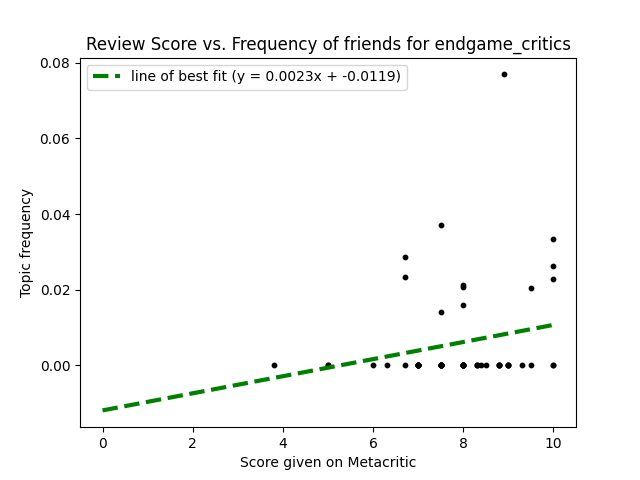 Review Score vs. Frequency of friends for endgame_critics
line of best fit (y = 0.0023x + -0.0119)
0.08
0.06
0.04
0.02
0.00
Topic frequency
0 2 4 6 8 10
Score given on Metacritic